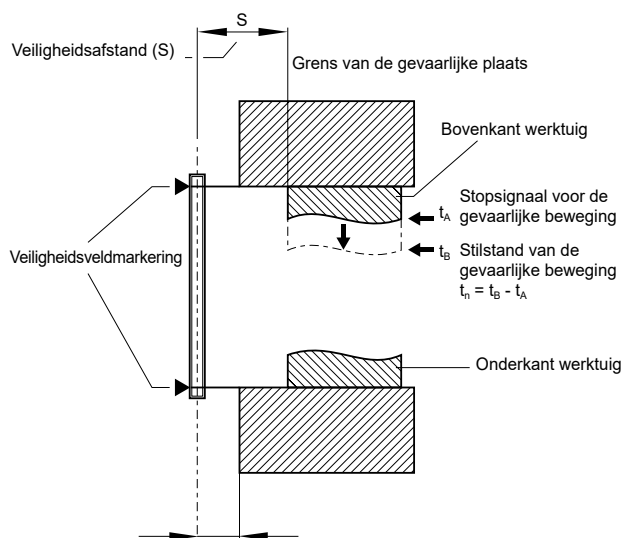 S
Veiligheidsafstand (S)
Grens van de gevaarlijke plaats
Bovenkant werktuig
tA Stopsignaal voor de
gevaarlijke beweging
Veiligheidsveldmarkering
tB Stilstand van de
gevaarlijke beweging
tn = tB - tA
Onderkant werktuig